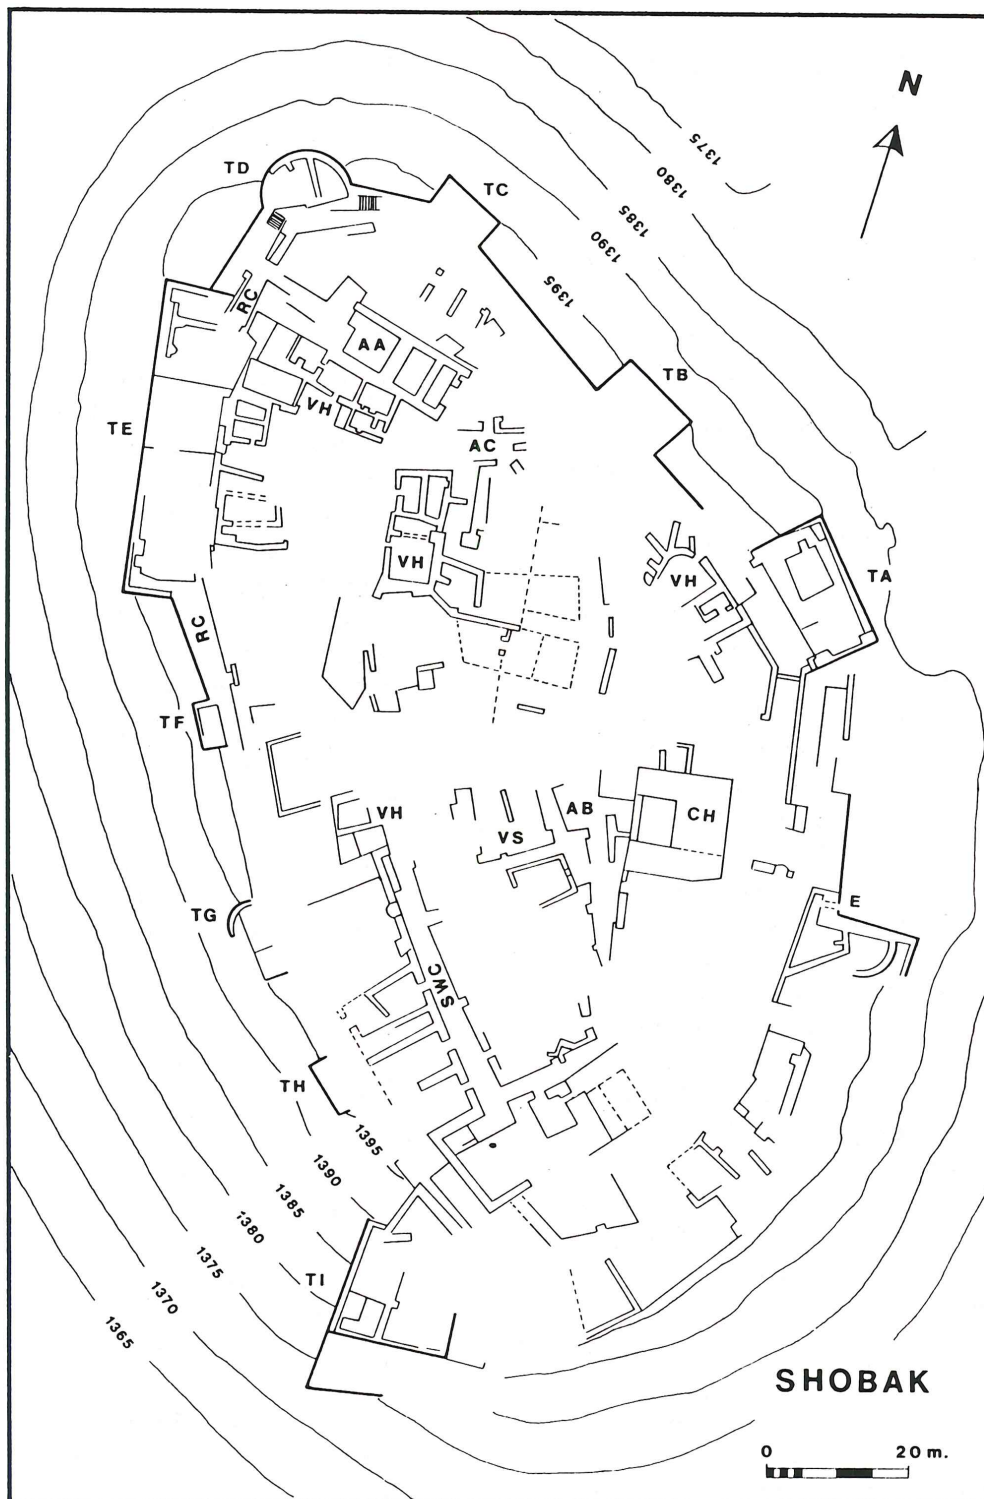 N
1375
1380
1385
1390
1395
TD
TC
RC
AA
TB
VH
TE
AC
VH
VH
TA
RC
TF
VH
VS
AB
CH
TG
E
SWC
TH
1395
1390
1385
1380
1375
1370
1365
TI
SHOBAK
0 20 m.